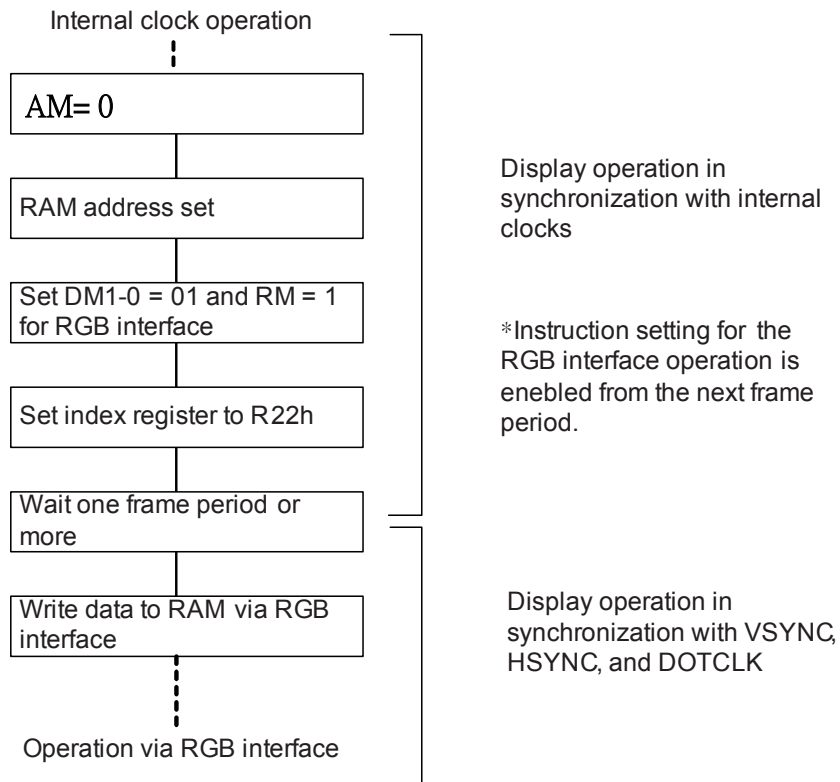 Internal clock operation
AM= 0
RAM address set
Set DM1-0 = 01 and RM = 1
for RGB interface
Set index register to R22h
Wait one frame period or
more
Write data to RAM via RGB
interface
Operation via RGB interface
Display operation in
synchronization with internal
clocks
*Instruction setting for the
RGB interface operation is
enebled from the next frame
period.
Display operation in
synchronization with VSYNC,
HSYNC, and DOTCLK